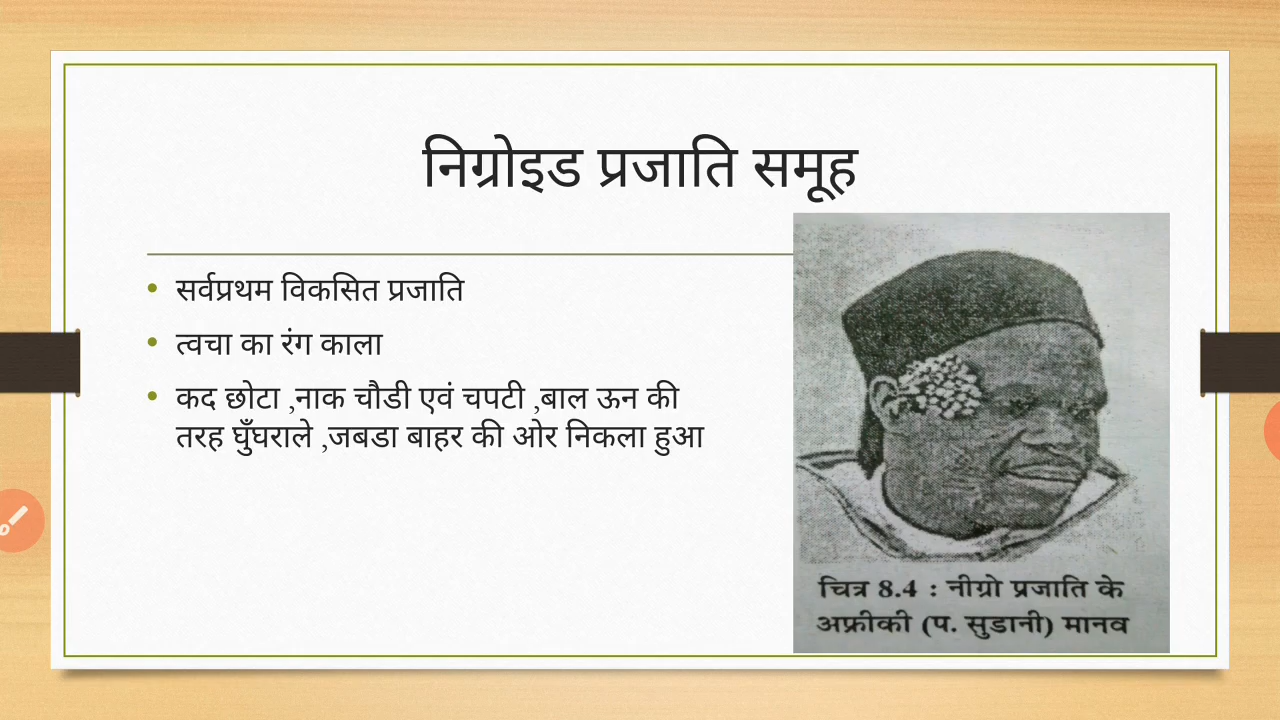 निग्रोइड प्रजाति समूह
सर्वप्रथम विकसित प्रजाति
त्वचा का रंग काला
कद छोटा ,नाक चौडी एवं चपटी ,बाल ऊन की
तरह घुँघराले ,जबडा बाहर की ओर निकला हुआ
चित्र 8.4 : नीग्रो प्रजाति के
अफ्रीकी (प. सुडानी) मानव